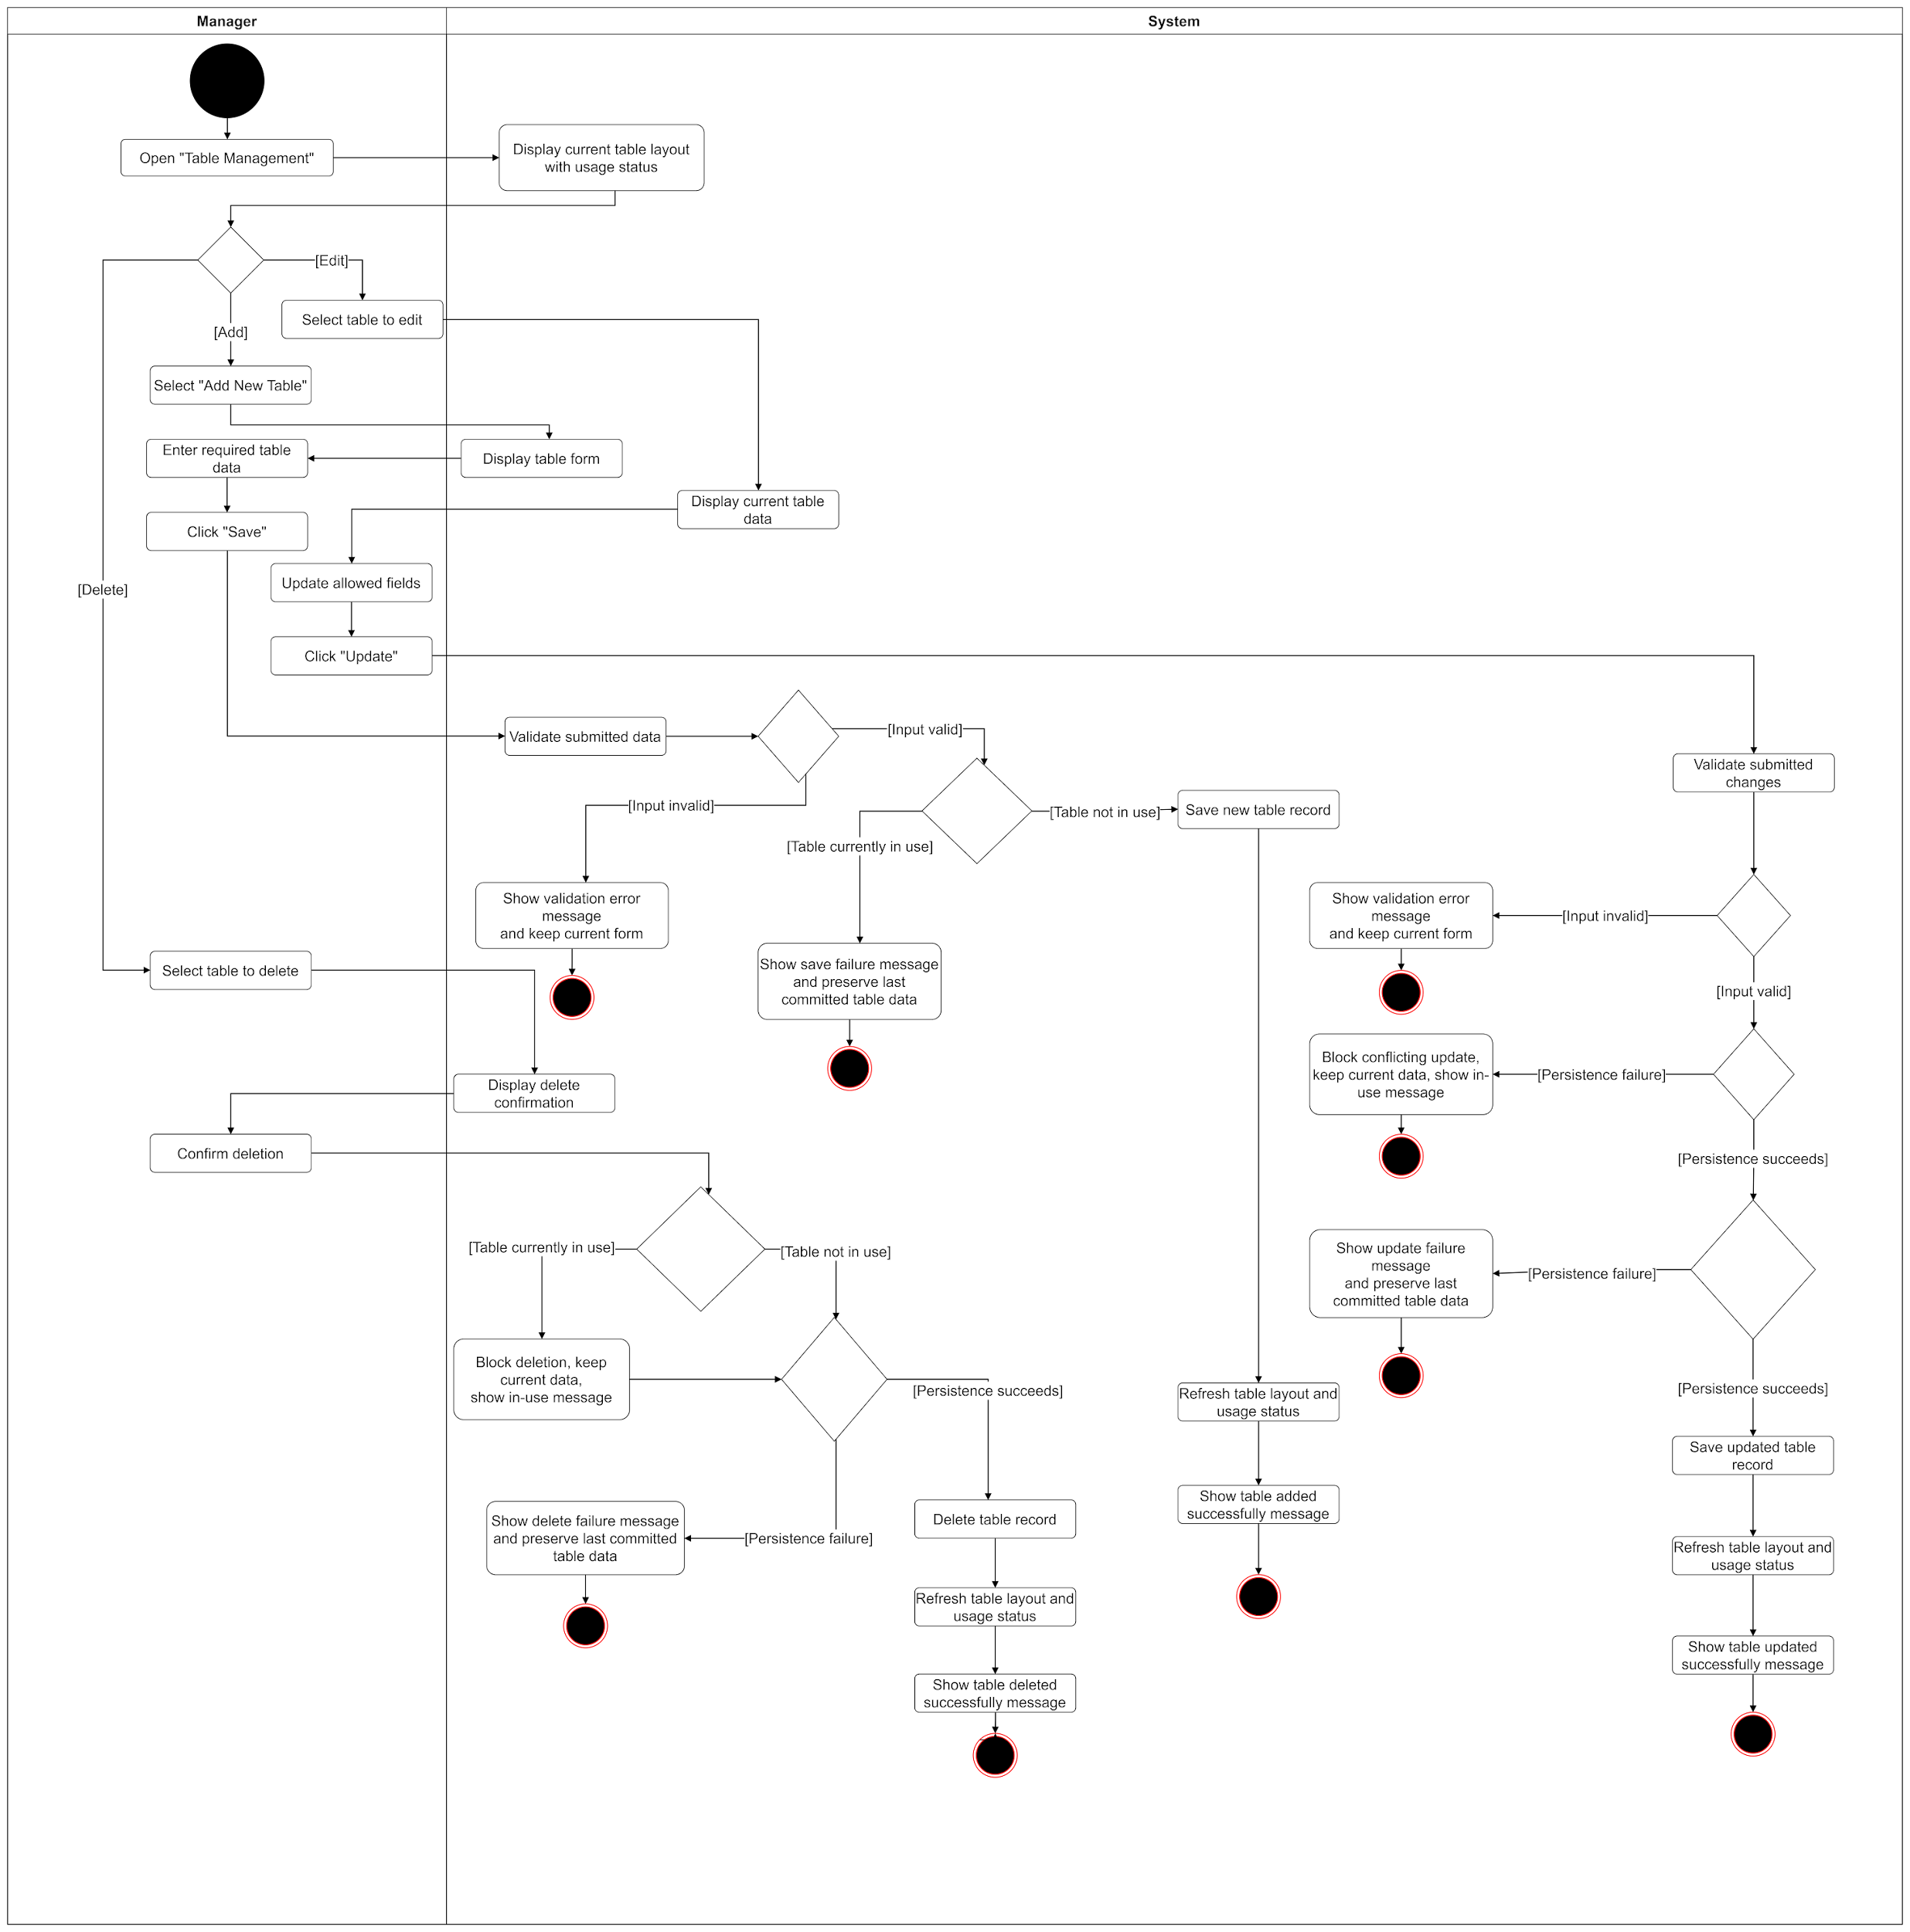 Manager
System
Open "Table Management"
Display current table layout
with usage status
[Edit]
Select table to edit
[Add]
Select "Add New Table"
Enter required table
data
Display table form
Display current table
data
Click "Save"
[Delete]
Update allowed fields
Click "Update"
Validate submitted data
[Input valid]
Validate submitted
changes
[Input invalid]
[Table not in use]
Save new table record
[Table currently in use]
Show validation error
message
and keep current form
Show validation error
message
and keep current form
[Input invalid]
Select table to delete
Show save failure message
and preserve last
committed table data
[Input valid]
Block conflicting update,
keep current data, show in-
use message
[Persistence failure]
Display delete
confirmation
Confirm deletion
[Persistence succeeds]
[Table currently in use]
[Table not in use]
Show update failure
message
and preserve last
committed table data
[Persistence failure]
Block deletion, keep
current data,
show in-use message
[Persistence succeeds]
Refresh table layout and
usage status
[Persistence succeeds]
Save updated table
record
Show delete failure message
and preserve last committed
table data
[Persistence failure]
Delete table record
Show table added
successfully message
Refresh table layout and
usage status
Refresh table layout and
usage status
Show table deleted
successfully message
Show table updated
successfully message